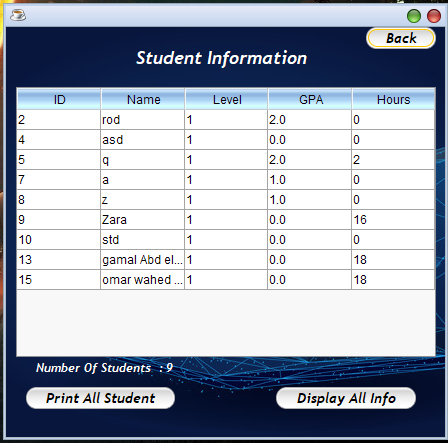 Back
Student Information
ID Name Level GPA Hours
2 rod 1 2.0 0
4 asd 1 0.0 0
5 q 1 2.0 2
7 a 1 1.0 0
8 z 1 1.0 0
9 Zara 1 0.0 16
10 std 1 0.0 0
13 gamal Abd el... 1 0.0 18
15 omar wahed ... 1 0.0 18
Number Of Students : 9
Print All Student Display All Info